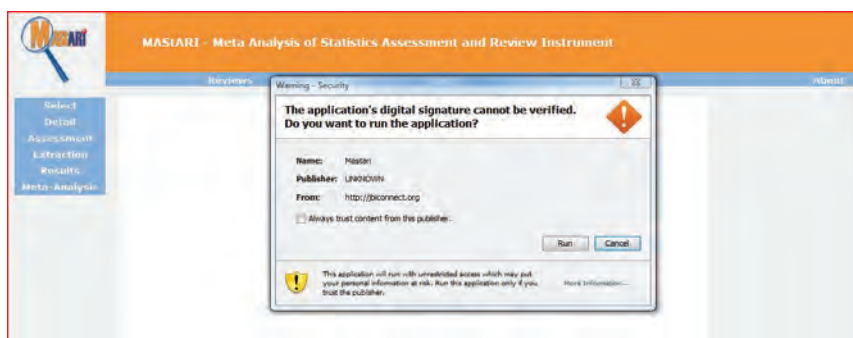 MASTARI
MAStARI - Meta Analysis of Statistics Assessment and Review Instrument
Reviews
About
Select
Detail
Assessment
Extraction
Results
Meta-Analysis
Warning - Security
The application's digital signature cannot be verified.
Do you want to run the application?
Name: Mastari
Publisher: UNKNOWN
From: http://jbiconnect.org
Always trust content from this publisher.
Run
Cancel
This application will run with unrestricted access which may put
your personal information at risk. Run this application only if you
trust the publisher.
More Information...